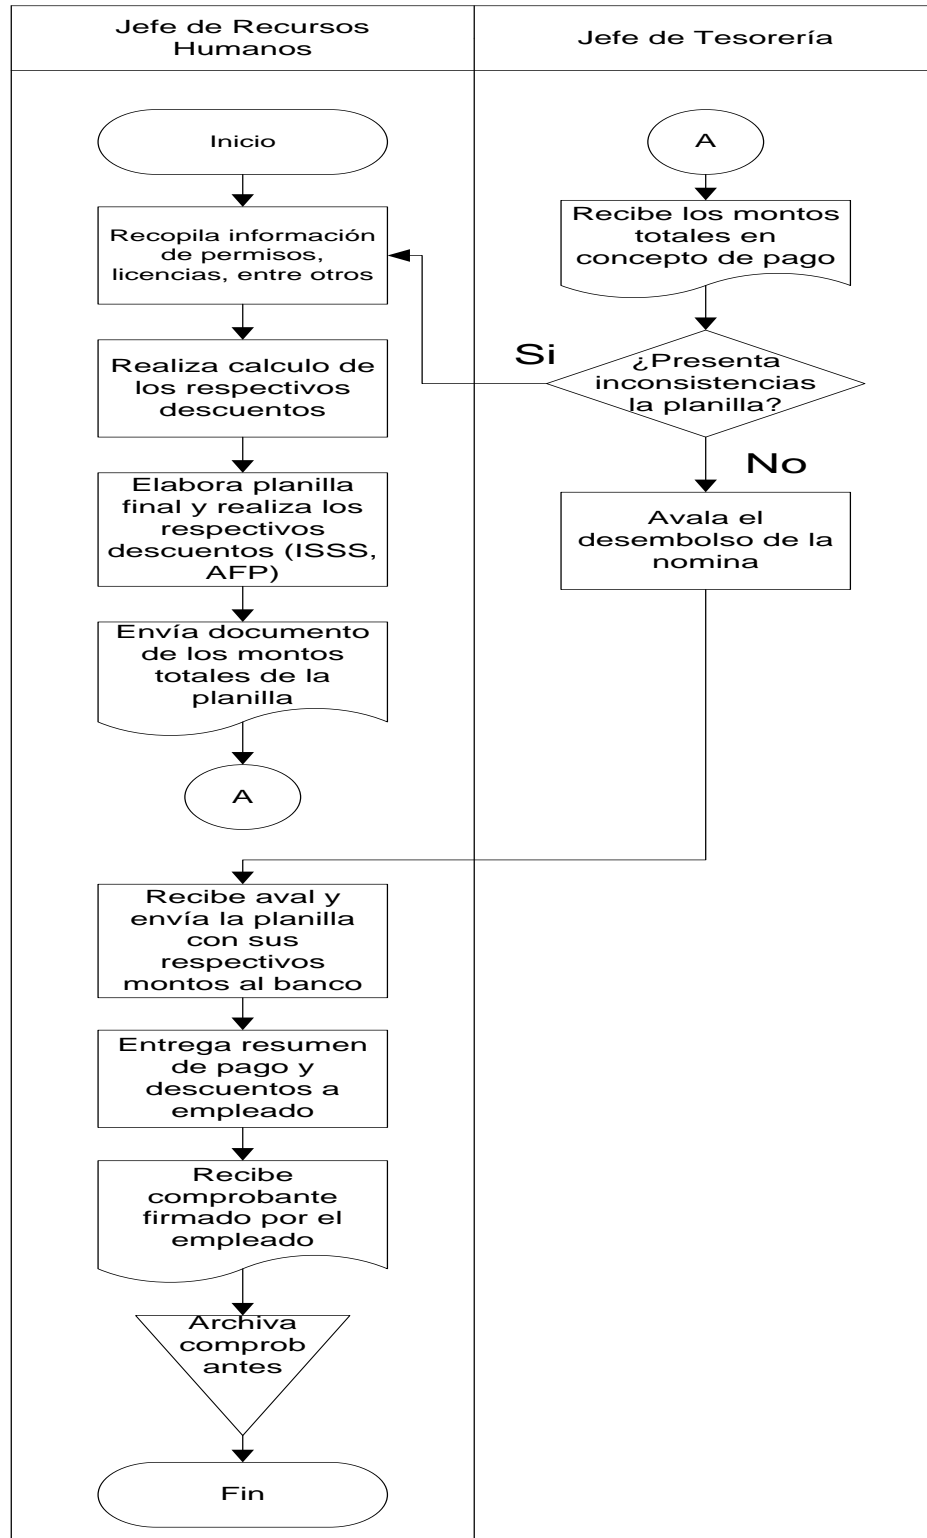 Jefe de Recursos
Humanos
Jefe de Tesorería
Inicio
Recopila información
de permisos,
licencias, entre otros
Realiza calculo de
los respectivos
descuentos
Elabora planilla
final y realiza los
respectivos
descuentos (ISSS,
AFP)
Envía documento
de los montos
totales de la
planilla
A
A
Recibe los montos
totales en
concepto de pago
¿Presenta
inconsistencias
la planilla?
Si
No
Avala el
desembolso de la
nomina
Recibe aval y
envía la planilla
con sus
respectivos
montos al banco
Entrega resumen
de pago y
descuentos a
empleado
Recibe
comprobante
firmado por el
empleado
Archiva
comprob
antes
Fin